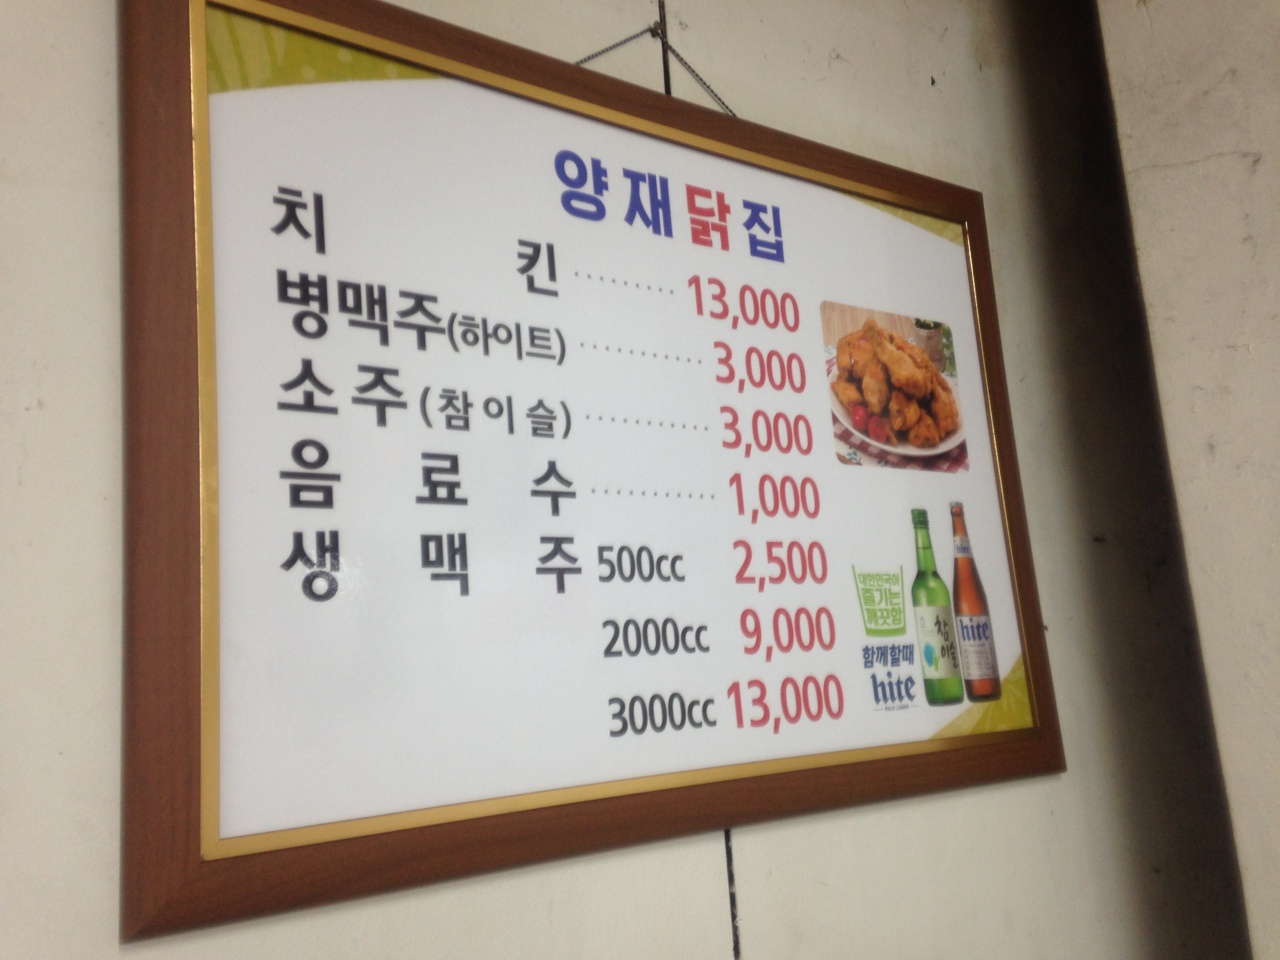 양재닭집
치킨 ········· 13,000
병맥주(하이트) ··········· 3,000
소주(참이슬) ··········· 3,000
음료수 ··········· 1,000
생맥주 500cc 2,500
2000cc 9,000
3000cc 13,000
대한민국이
즐기는
깨끗함
함께할때
hite
참
이슬
hite